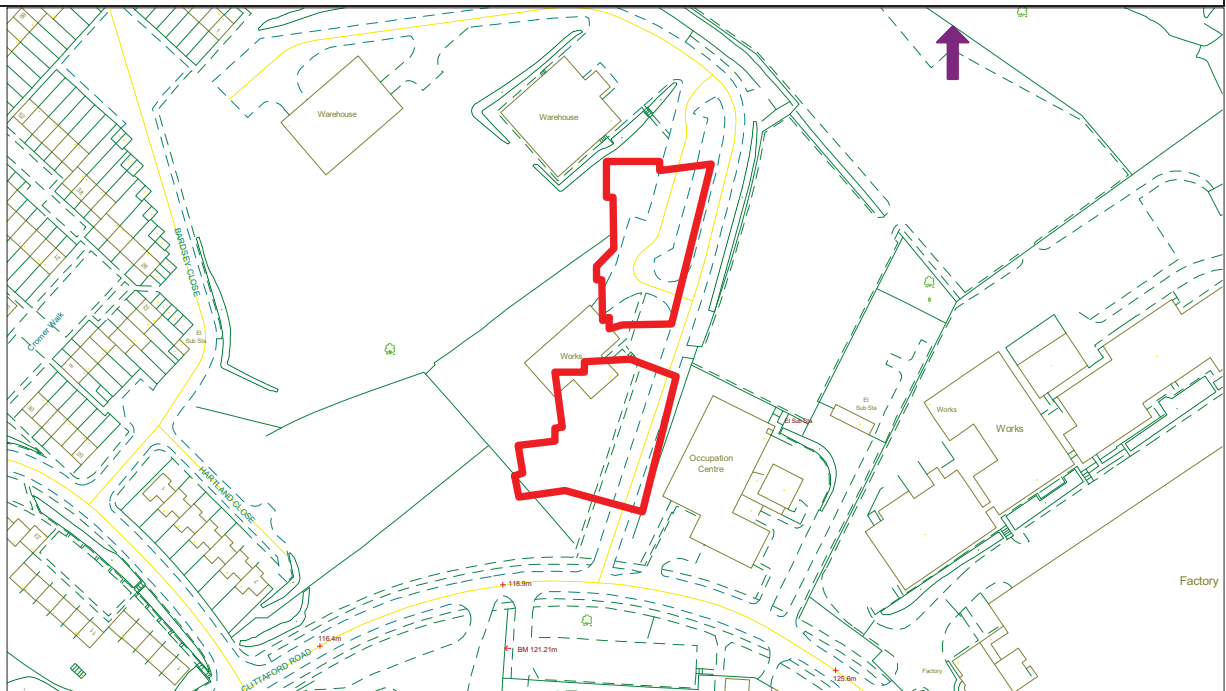 Warehouse
Warehouse
BARDSEY CLOSE
Cromer Walk
El
Sub Sta
Works
El
Sub Sta
El Sub Sta
Works
Works
Occupation
Centre
HARTLAND CLOSE
Factory
118.9m
116.4m
BM 121.21m
CUTTAFORD ROAD
125.6m
Factory